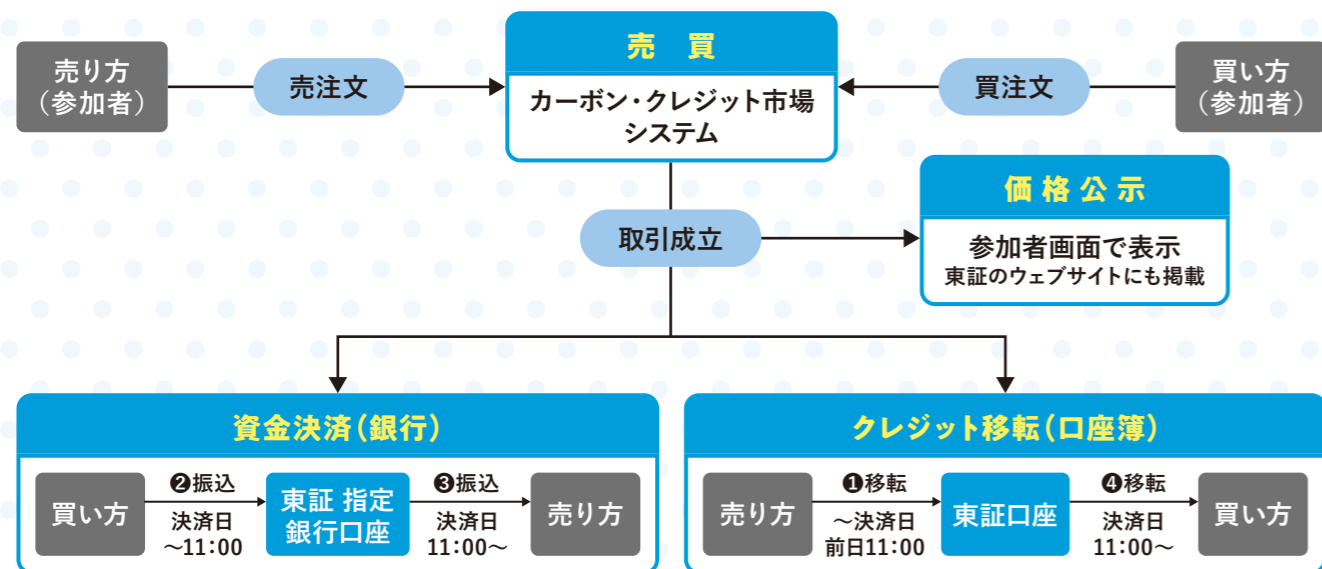 売り方
（参加者）
売注文
売 買
カーボン・クレジット市場
システム
買注文
買い方
（参加者）
取引成立
価格公示
参加者画面で表示
東証のウェブサイトにも掲載
資金決済（銀行）
買い方
❷振込
決済日
～11：00
東証 指定
銀行口座
❸振込
決済日
11：00～
売り方
クレジット移転（口座簿）
売り方
❶移転
～決済日
前日11：00
東証口座
❹移転
決済日
11：00～
買い方